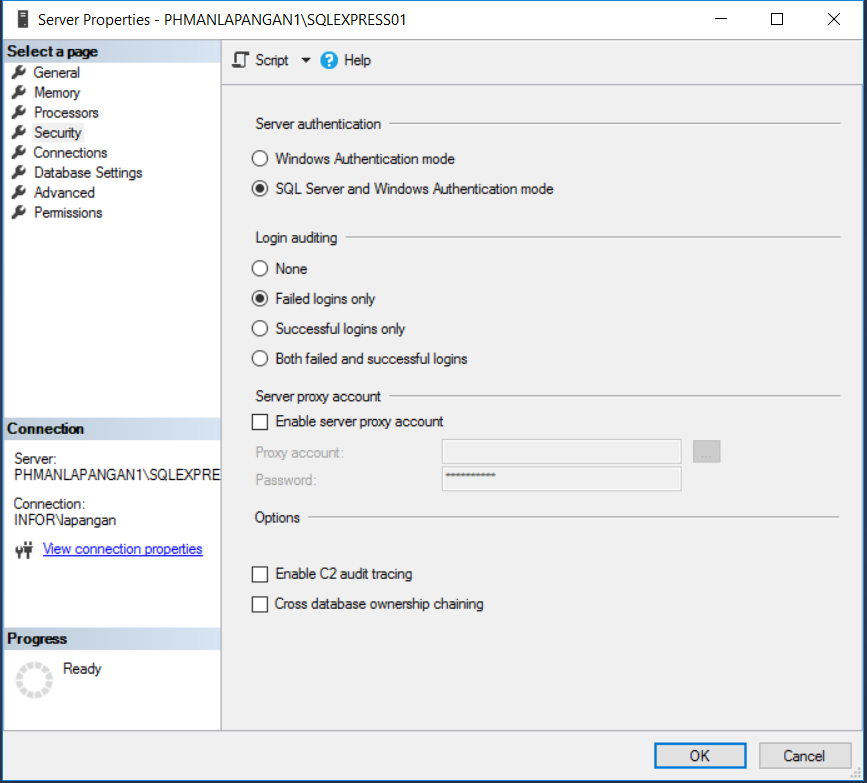 Server Properties - PHMANLAPANGAN1\SQLEXPRESS01
Select a page
General
Memory
Processors
Security
Connections
Database Settings
Advanced
Permissions
Connection
Server:
PHMANLAPANGAN1\SQLEXPRE
Connection:
INFOR\lapangan
View connection properties
Progress
Ready
Script
? Help
Server authentication
Windows Authentication mode
SQL Server and Windows Authentication mode
Login auditing
None
Failed logins only
Successful logins only
Both failed and successful logins
Server proxy account
Enable server proxy account
Proxy account:
...
Password:
**********
Options
Enable C2 audit tracing
Cross database ownership chaining
OK
Cancel